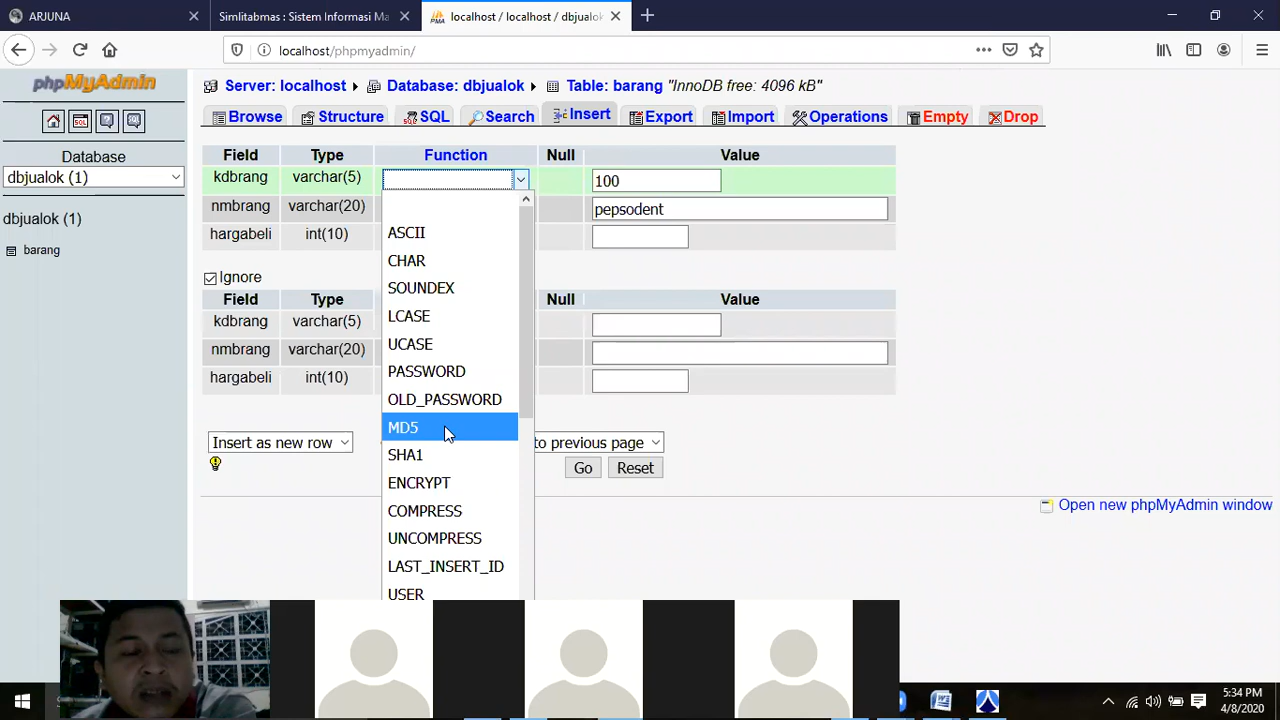 ARJUNA
Simlitabmas : Sistem Informasi Ma
PMA
localhost / localhost / dbjualok
localhost/phpmyadmin/
phpMyAdmin
Server: localhost
Database: dbjualok
Table: barang
"InnoDB free: 4096 kB"
Browse
Structure
SQL
Search
Insert
Export
Import
Operations
Empty
Drop
SQL
Database
dbjualok (1)
dbjualok (1)
barang
Field Type Function Null Value
kdbrang varchar(5) 100
nmbrang varchar(20) pepsodent
hargabeli int(10)
ASCII
CHAR
SOUNDEX
LCASE
UCASE
PASSWORD
OLD_PASSWORD
MD5
SHA1
ENCRYPT
COMPRESS
UNCOMPRESS
LAST_INSERT_ID
USER
Ignore
Field Type Null Value
kdbrang varchar(5)
nmbrang varchar(20)
hargabeli int(10)
Insert as new row
to previous page
Go Reset
Open new phpMyAdmin window
5:34 PM
4/8/2020